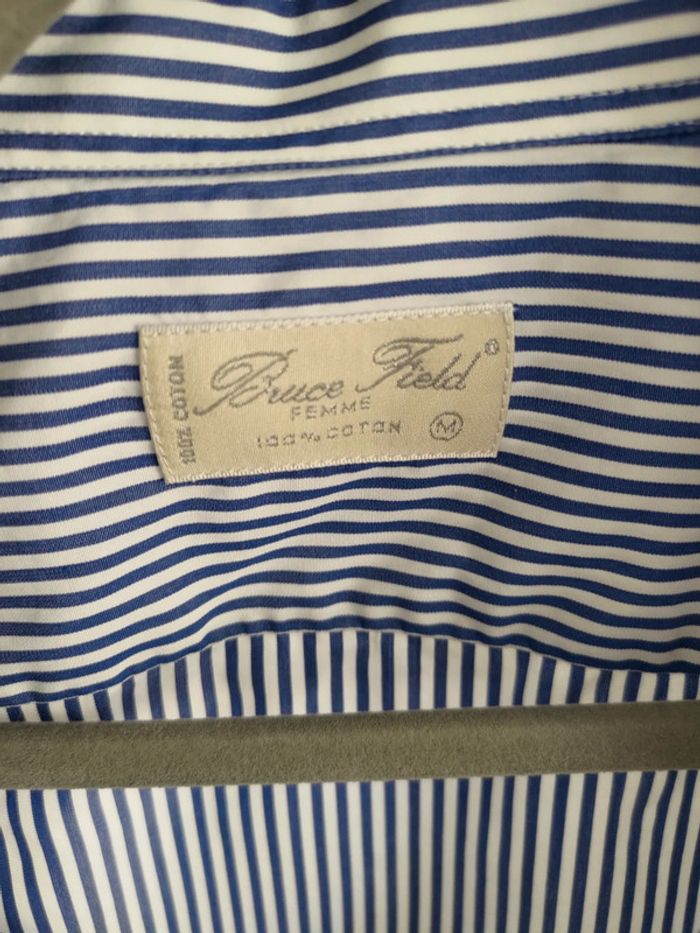 100% COTON
Bruce Field®
FEMME
100% COTON M